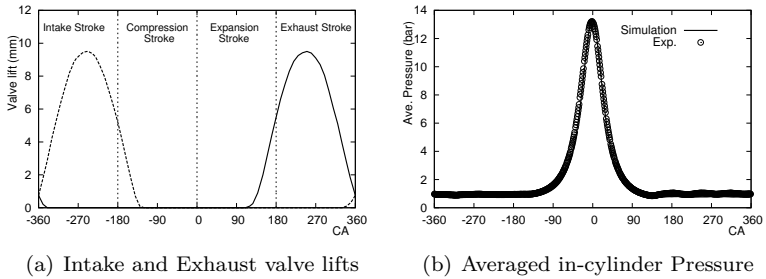 Intake Stroke
Compression
Stroke
Expansion
Stroke
Exhaust Stroke
Valve lift (mm)
12
10
8
6
4
2
0
-360 -270 -180 -90 0 90 180 270 360
CA
(a) Intake and Exhaust valve lifts
Simulation
Exp.
Ave. Pressure (bar)
14
12
10
8
6
4
2
0
-360 -270 -180 -90 0 90 180 270 360
CA
(b) Averaged in-cylinder Pressure